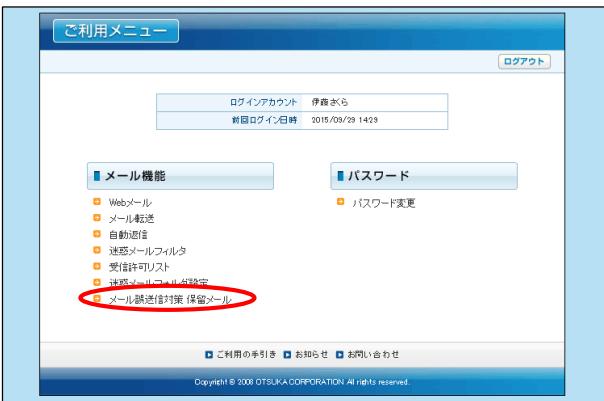 ご利用メニュー
ログアウト
ログインアカウント 伊藤さくら
前回ログイン日時 2015/09/29 14:29
メール機能
パスワード
Webメール
パスワード変更
メール転送
自動返信
迷惑メールフィルタ
受信許可リスト
迷惑メールフォルダ設定
メール誤送信対策 保留メール
ご利用の手引き お知らせ お問い合わせ
Copyright © 2008 OTSUKA CORPORATION All rights reserved.